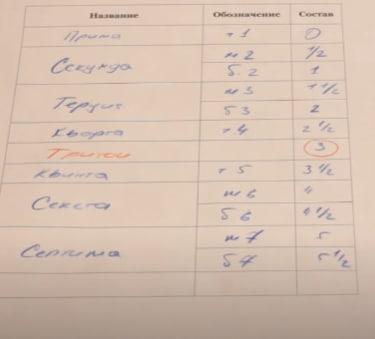 Название Обозначение Состав
Прима ч 1 0
Секунда м 2 1/2
б. 2 1
Терция м 3 1 1/2
б 3 2
Кварта ч 4 2 1/2
Тритон 3
Квинта ч 5 3 1/2
Секста м 6 4
б 6 4 1/2
Септима м 7 5
б 7 5 1/2